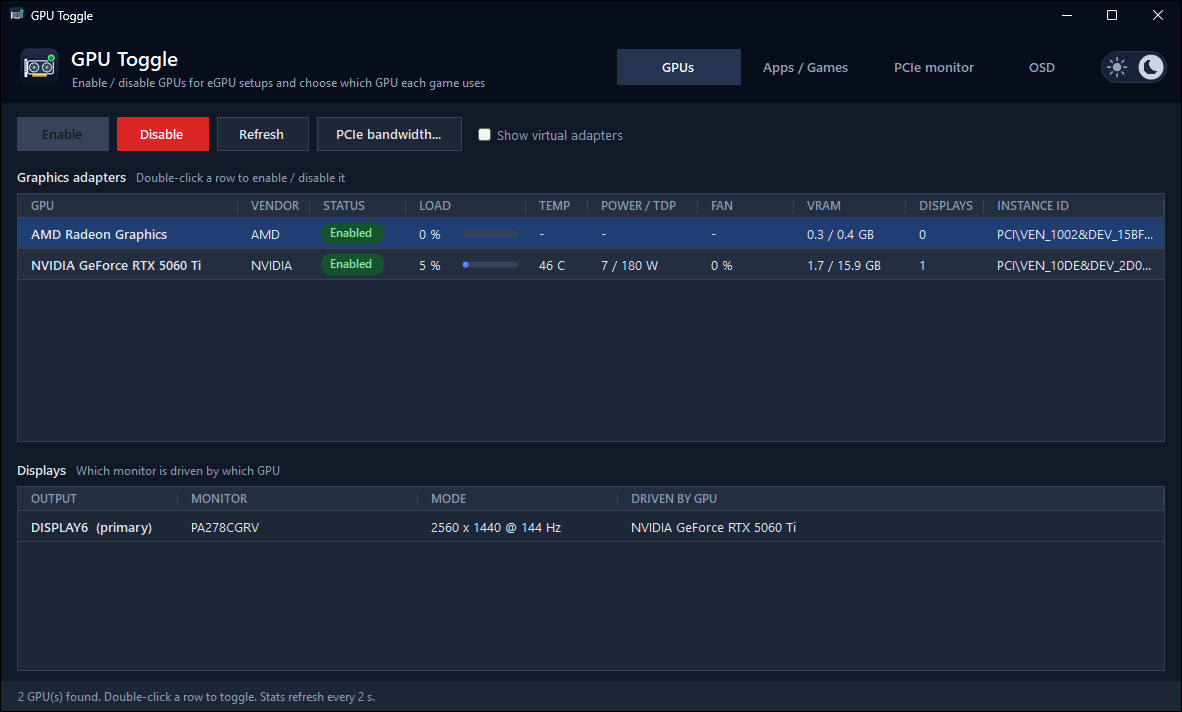 GPU Toggle
GPU Toggle
Enable / disable GPUs for eGPU setups and choose which GPU each game uses
GPUs Apps / Games PCIe monitor OSD
Enable Disable Refresh PCIe bandwidth... Show virtual adapters
Graphics adapters Double-click a row to enable / disable it
GPU VENDOR STATUS LOAD TEMP POWER / TDP FAN VRAM DISPLAYS INSTANCE ID
AMD Radeon Graphics AMD Enabled 0 % - - - 0.3 / 0.4 GB 0 PCI\VEN_1002&DEV_15BF...
NVIDIA GeForce RTX 5060 Ti NVIDIA Enabled 5 % 46 C 7 / 180 W 0 % 1.7 / 15.9 GB 1 PCI\VEN_10DE&DEV_2D0...
Displays Which monitor is driven by which GPU
OUTPUT MONITOR MODE DRIVEN BY GPU
DISPLAY6 (primary) PA278CGRV 2560 x 1440 @ 144 Hz NVIDIA GeForce RTX 5060 Ti
2 GPU(s) found. Double-click a row to toggle. Stats refresh every 2 s.